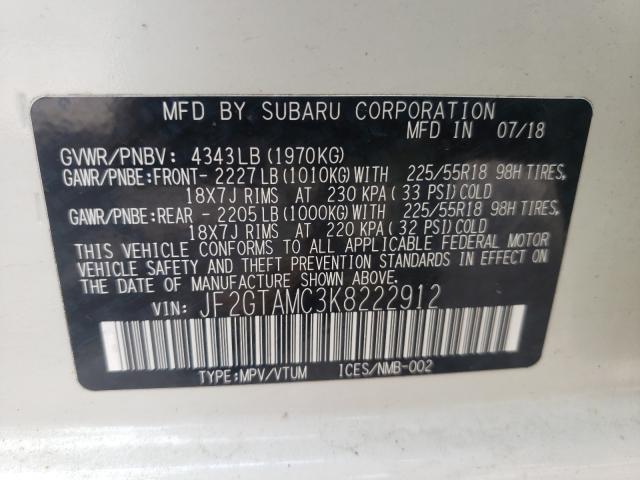 MFD BY SUBARU CORPORATION
MFD IN 07/18
GVWR/PNBV: 4343LB (1970KG)
GAWR/PNBE:FRONT- 2227LB (1010KG) WITH 225/55R18 98H TIRES,
18X7J RIMS AT 230 KPA (33 PSI) COLD
GAWR/PNBE:REAR - 2205LB (1000KG) WITH 225/55R18 98H TIRES,
18X7J RIMS AT 220 KPA (32 PSI) COLD
THIS VEHICLE CONFORMS TO ALL APPLICABLE FEDERAL MOTOR
VEHICLE SAFETY AND THEFT PREVENTION STANDARDS IN EFFECT ON
THE DATE OF MANUFACTURE SHOWN ABOVE.
VIN: JF2GTAMC3K8222912
TYPE:MPV/VTUM ICES/NMB-002